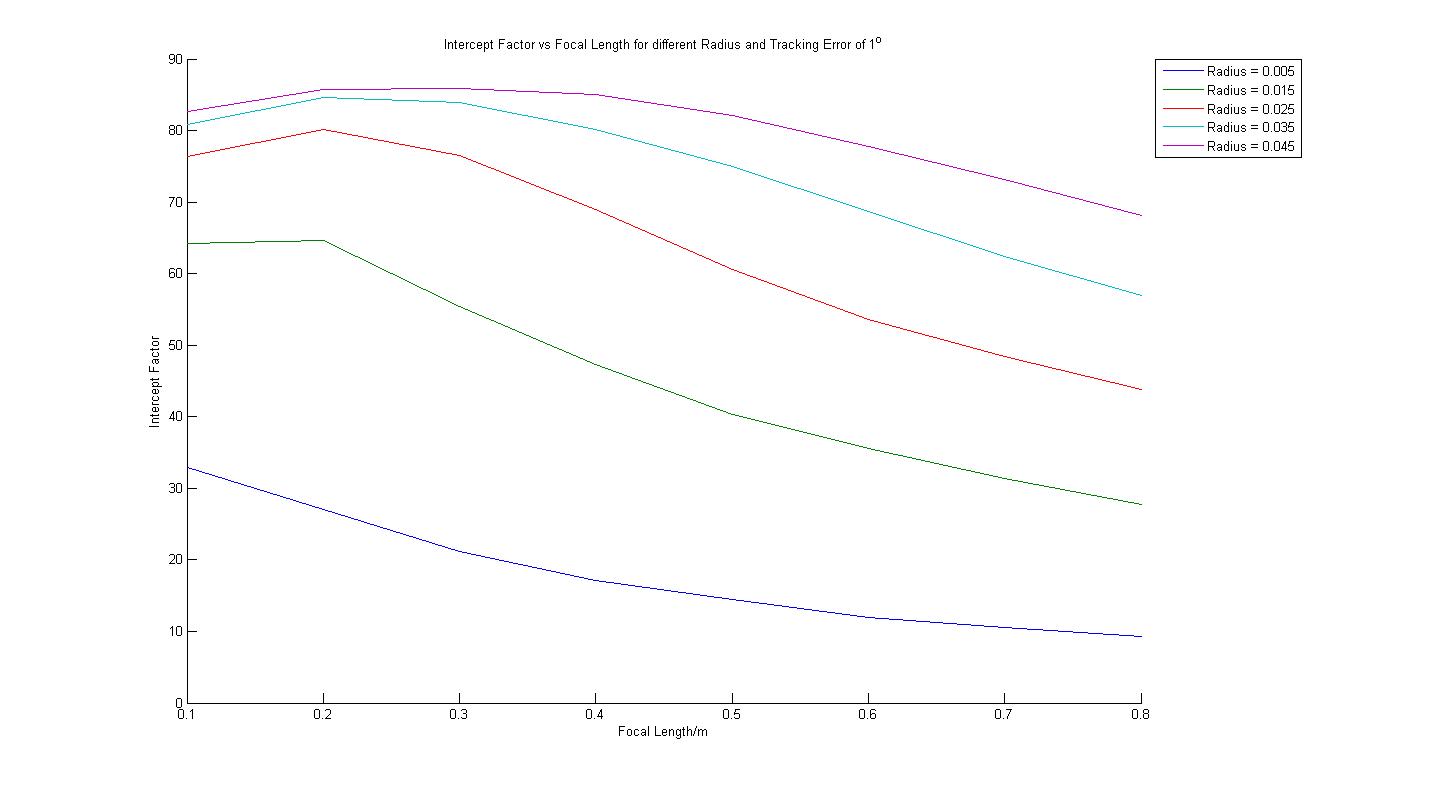 Intercept Factor vs Focal Length for different Radius and Tracking Error of 1⁰
Radius = 0.005
Radius = 0.015
Radius = 0.025
Radius = 0.035
Radius = 0.045
Intercept Factor
90
80
70
60
50
40
30
20
10
0
0.1 0.2 0.3 0.4 0.5 0.6 0.7 0.8
Focal Length/m